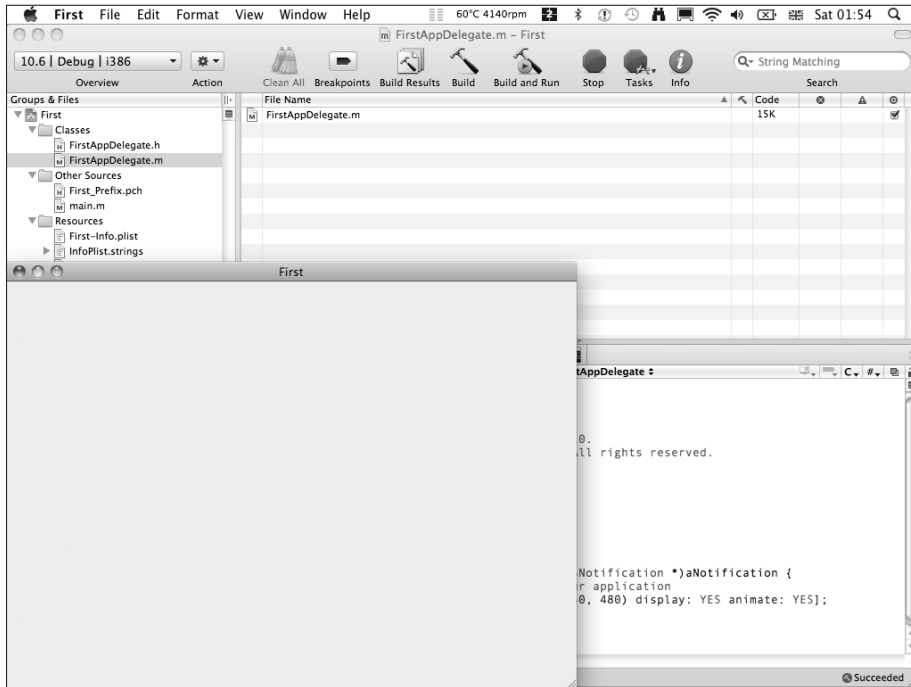 First File Edit Format View Window Help 60°C 4140rpm Sat 01:54
FirstAppDelegate.m – First
10.6 | Debug | i386 String Matching
Overview Action Clean All Breakpoints Build Results Build Build and Run Stop Tasks Info Search
Groups & Files File Name Code
First FirstAppDelegate.m 15K
Classes
FirstAppDelegate.h
FirstAppDelegate.m
Other Sources
First_Prefix.pch
main.m
Resources
First-Info.plist
InfoPlist.strings
First
tAppDelegate C #
0.
All rights reserved.
Notification *)aNotification {
r application
0, 480) display: YES animate: YES];
Succeeded